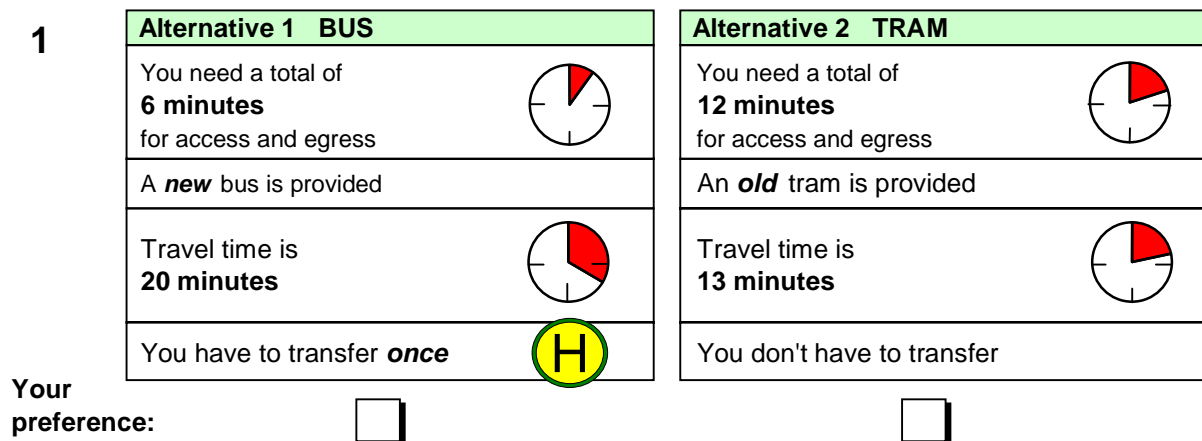 1
Alternative 1 BUS
You need a total of
6 minutes
for access and egress
A new bus is provided
Travel time is
20 minutes
You have to transfer once
H
Alternative 2 TRAM
You need a total of
12 minutes
for access and egress
An old tram is provided
Travel time is
13 minutes
You don't have to transfer
Your
preference: